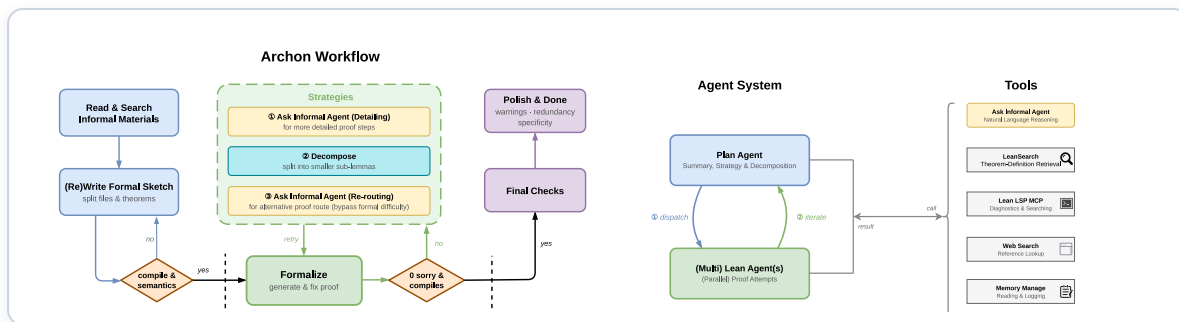 Archon Workflow
Read & Search
Informal Materials
(Re)Write Formal Sketch
split files & theorems
no
compile &
semantics
yes
Strategies
① Ask Informal Agent (Detailing)
for more detailed proof steps
② Decompose
split into smaller sub-lemmas
③ Ask Informal Agent (Re-routing)
for alternative proof route (bypass formal difficulty)
retry
no
Formalize
generate & fix proof
0 sorry &
compiles
yes
Polish & Done
warnings · redundancy
specificity
Final Checks
Agent System
Plan Agent
Summary, Strategy & Decomposition
① dispatch
② iterate
(Multi) Lean Agent(s)
(Parallel) Proof Attempts
call
result
Tools
Ask Informal Agent
Natural Language Reasoning
LeanSearch
Theorem-Definition Retrieval
Lean LSP MCP
Diagnostics & Searching
Web Search
Reference Lookup
Memory Manage
Reading & Logging